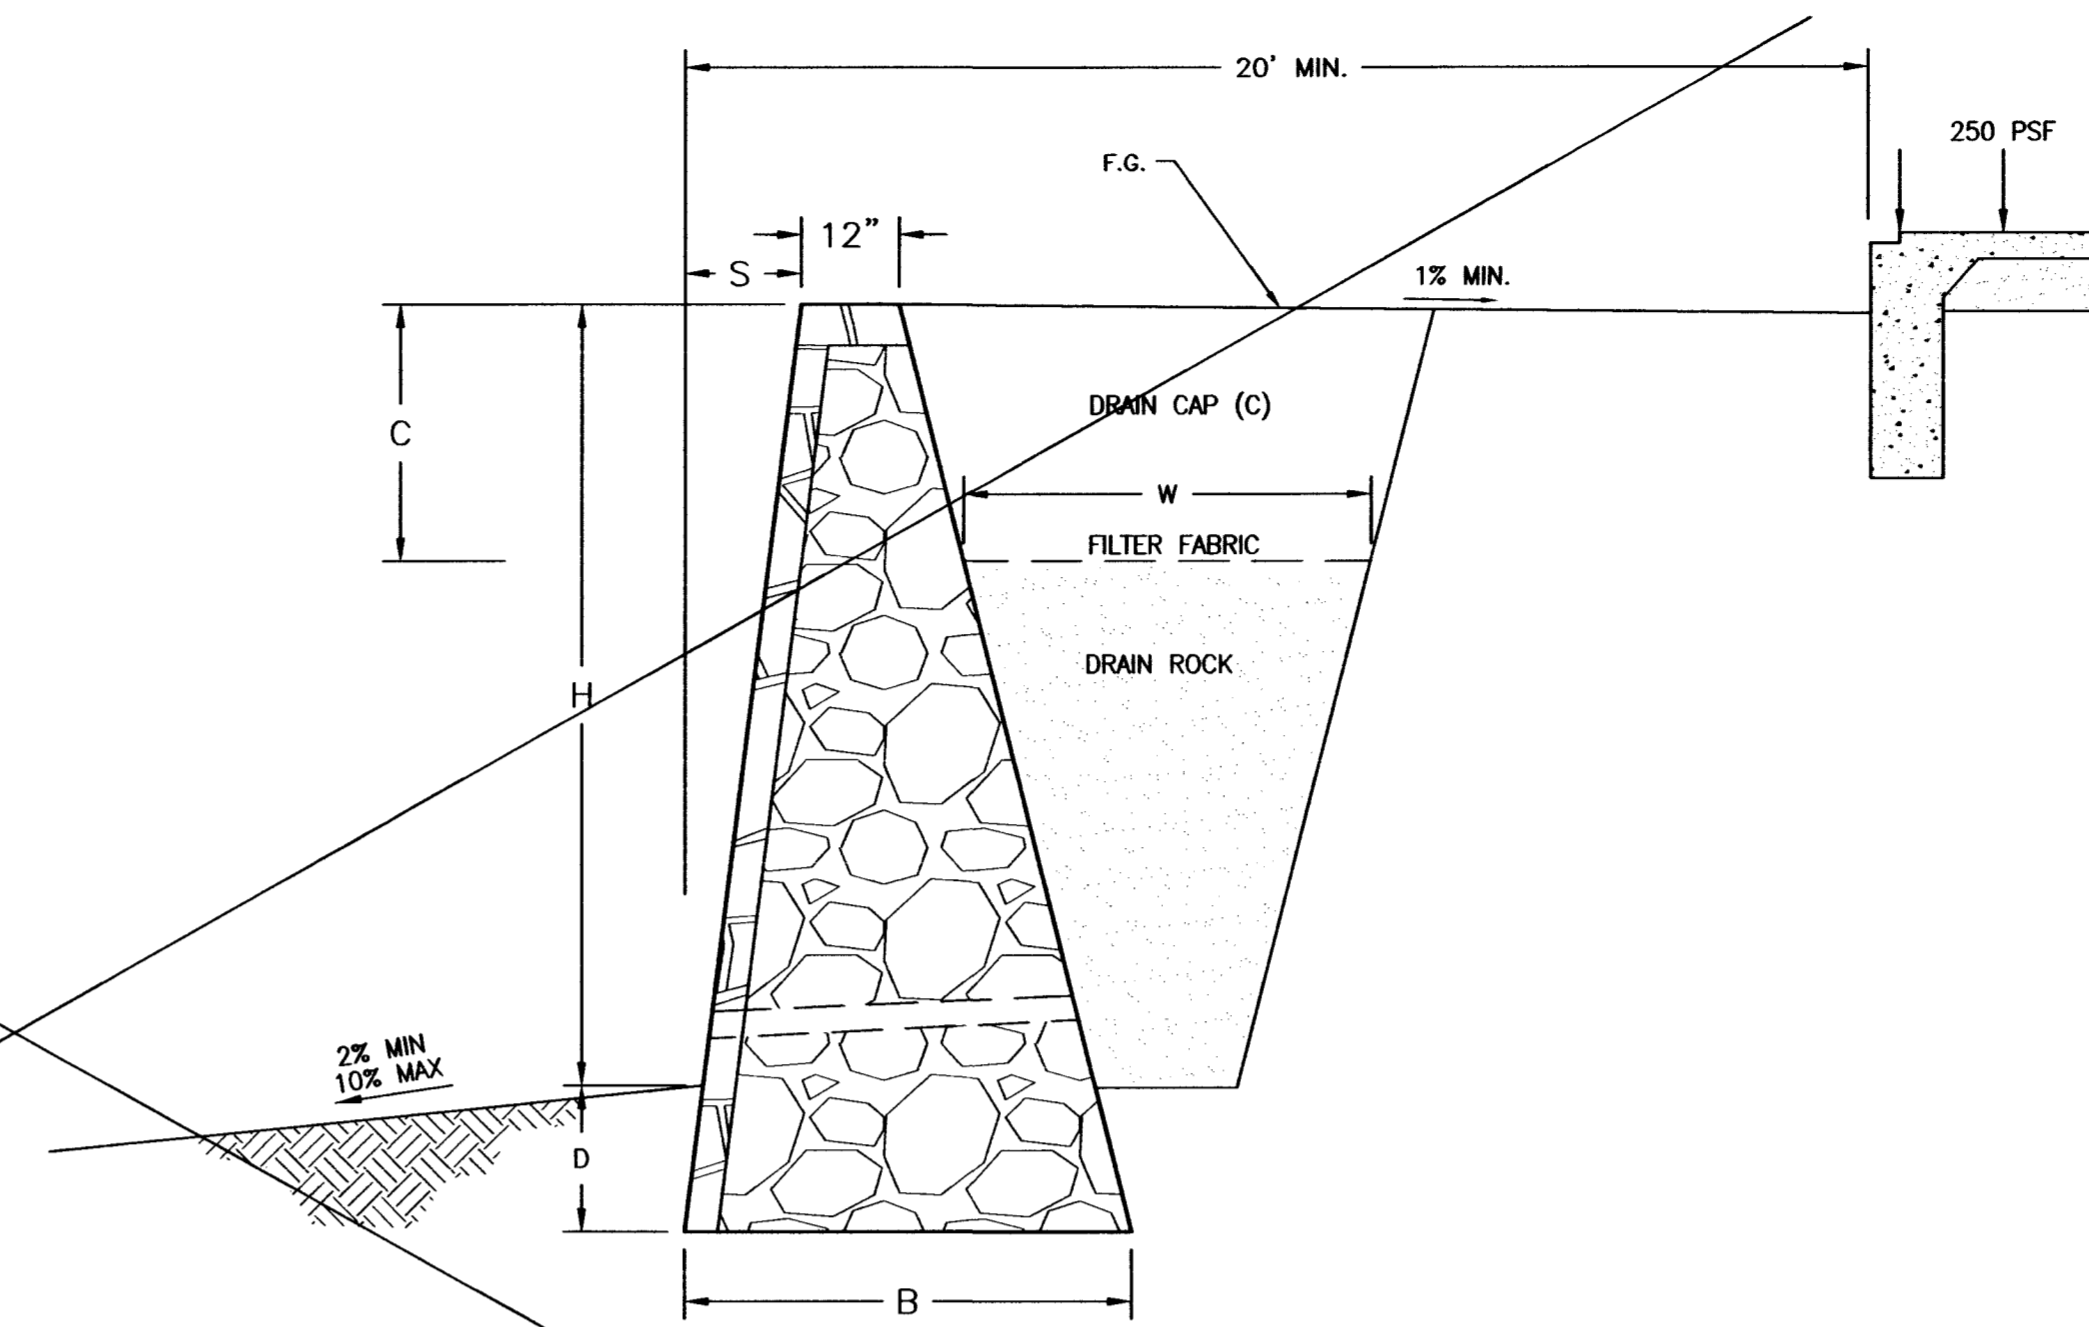 20' MIN.
250 PSF
F.G.
12"
S
1% MIN.
C
DRAIN CAP (C)
W
FILTER FABRIC
DRAIN ROCK
H
2% MIN
10% MAX
D
B